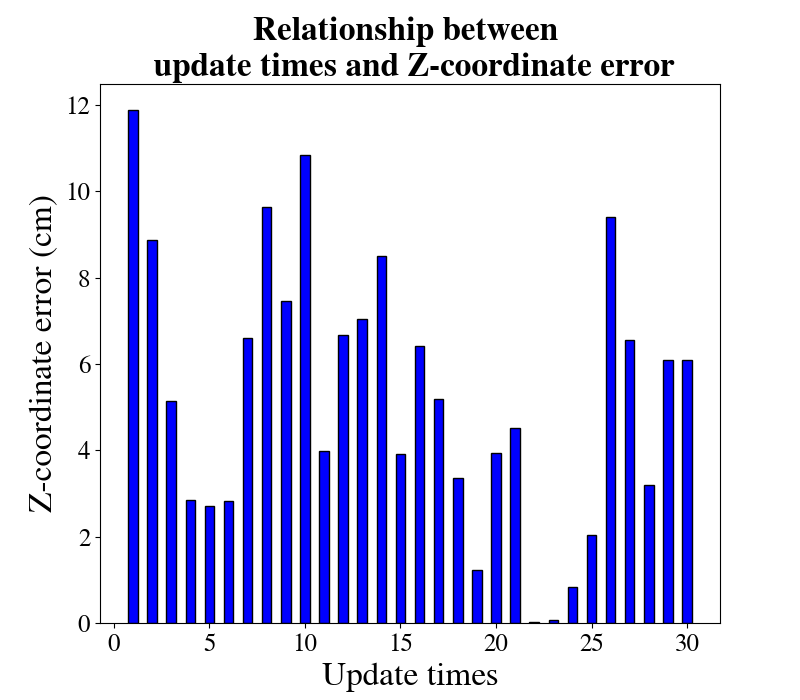 Relationship between
update times and Z-coordinate error
Z-coordinate error (cm)
12
10
8
6
4
2
0
0 5 10 15 20 25 30
Update times